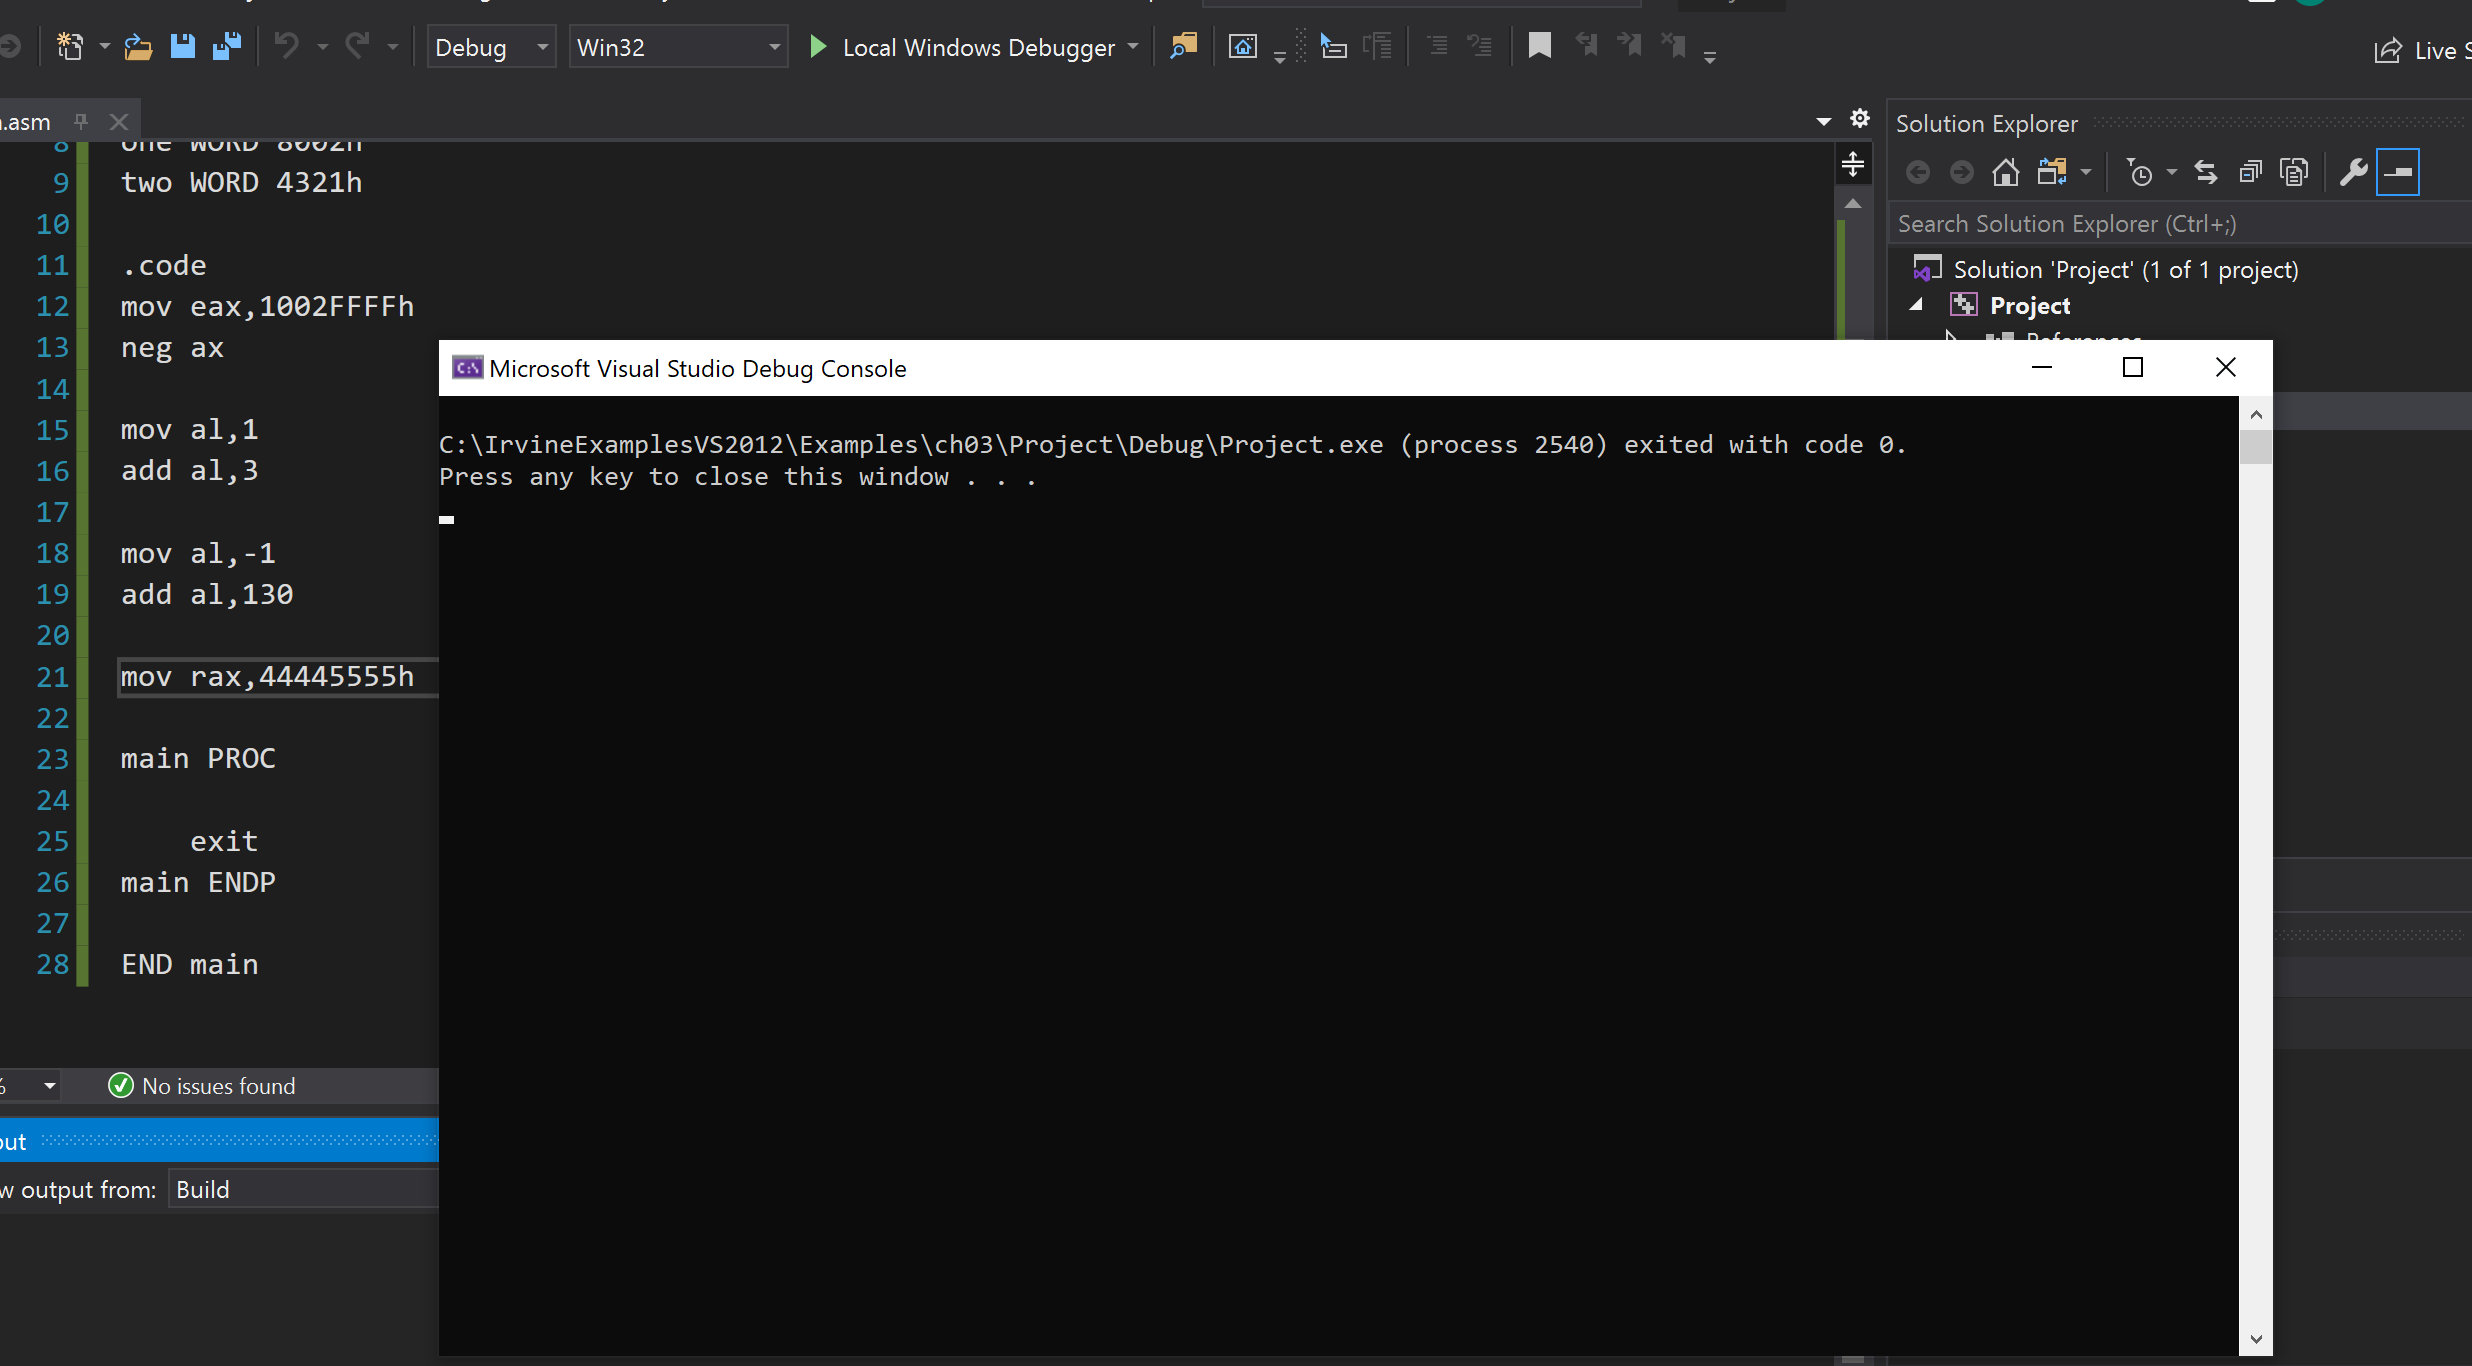 Debug
Win32
Local Windows Debugger
.asm
8 one WORD 8002h
9 two WORD 4321h
10
11 .code
12 mov eax,1002FFFFh
13 neg ax
14
15 mov al,1
16 add al,3
17
18 mov al,-1
19 add al,130
20
21 mov rax,44445555h
22
23 main PROC
24
25 exit
26 main ENDP
27
28 END main
No issues found
w output from: Build
Microsoft Visual Studio Debug Console
C:\IrvineExamplesVS2012\Examples\ch03\Project\Debug\Project.exe (process 2540) exited with code 0.
Press any key to close this window . . .
Live S
Solution Explorer
Search Solution Explorer (Ctrl+;)
Solution 'Project' (1 of 1 project)
Project
References